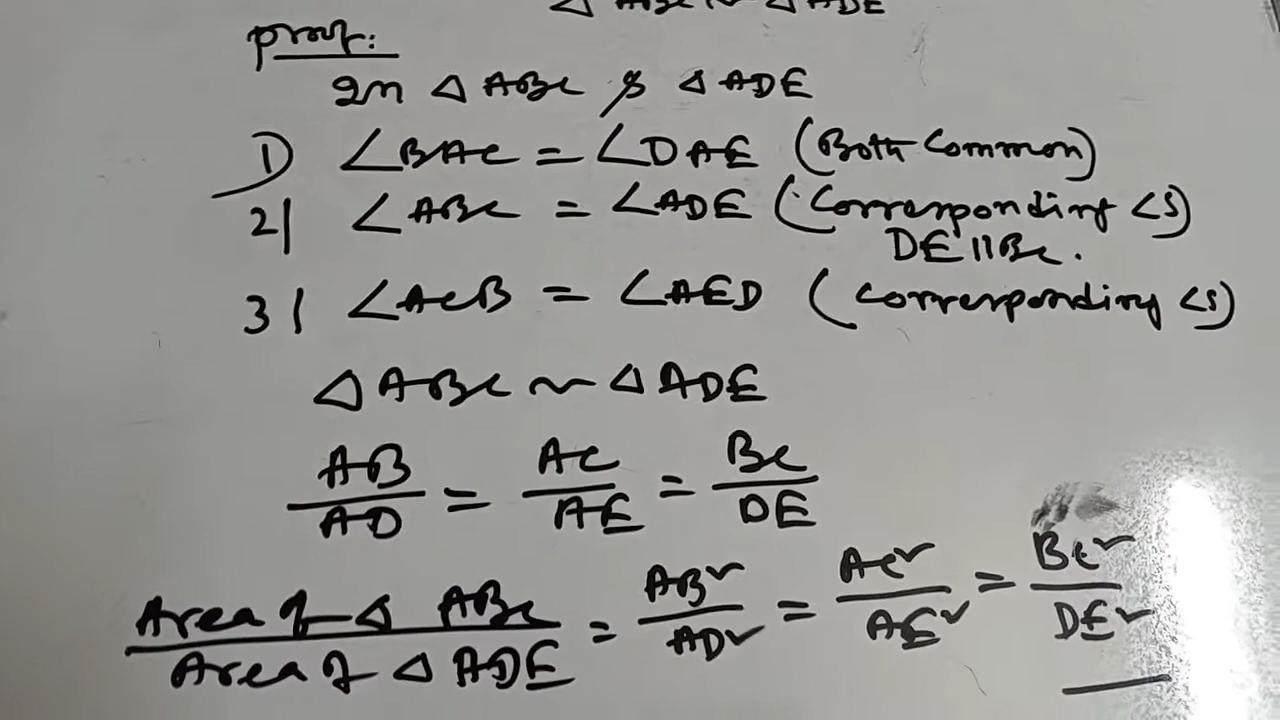 △ ABC ~ △ ADE
proof:
In △ ABC & △ ADE
1) ∠BAC = ∠DAE (Both Common)
2) ∠ABC = ∠ADE (Corresponding ∠S)
DE || BC.
3) ∠ACB = ∠AED (Corresponding ∠S)
△ ABC ~ △ ADE
AB/AD = AC/AE = BC/DE
Area of △ ABC/Area of △ ADE = AB²/AD² = AC²/AE² = BC²/DE²